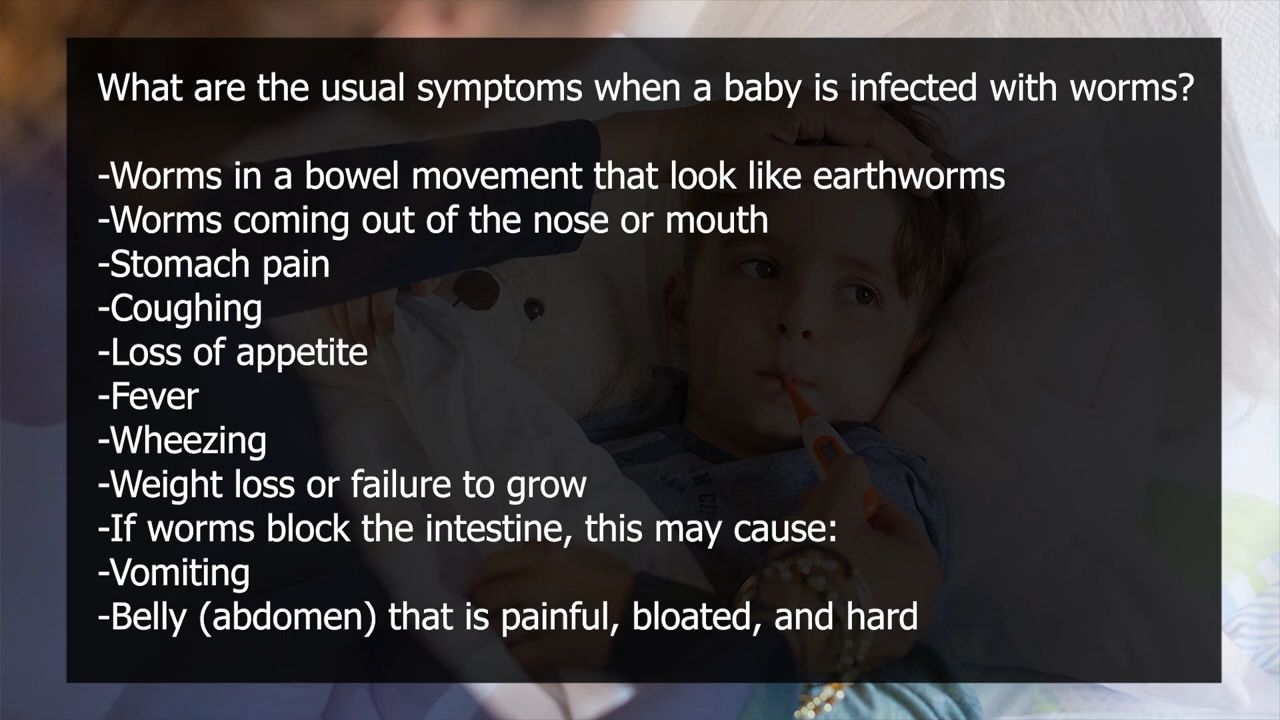 What are the usual symptoms when a baby is infected with worms?
-Worms in a bowel movement that look like earthworms
-Worms coming out of the nose or mouth
-Stomach pain
-Coughing
-Loss of appetite
-Fever
-Wheezing
-Weight loss or failure to grow
-If worms block the intestine, this may cause:
-Vomiting
-Belly (abdomen) that is painful, bloated, and hard